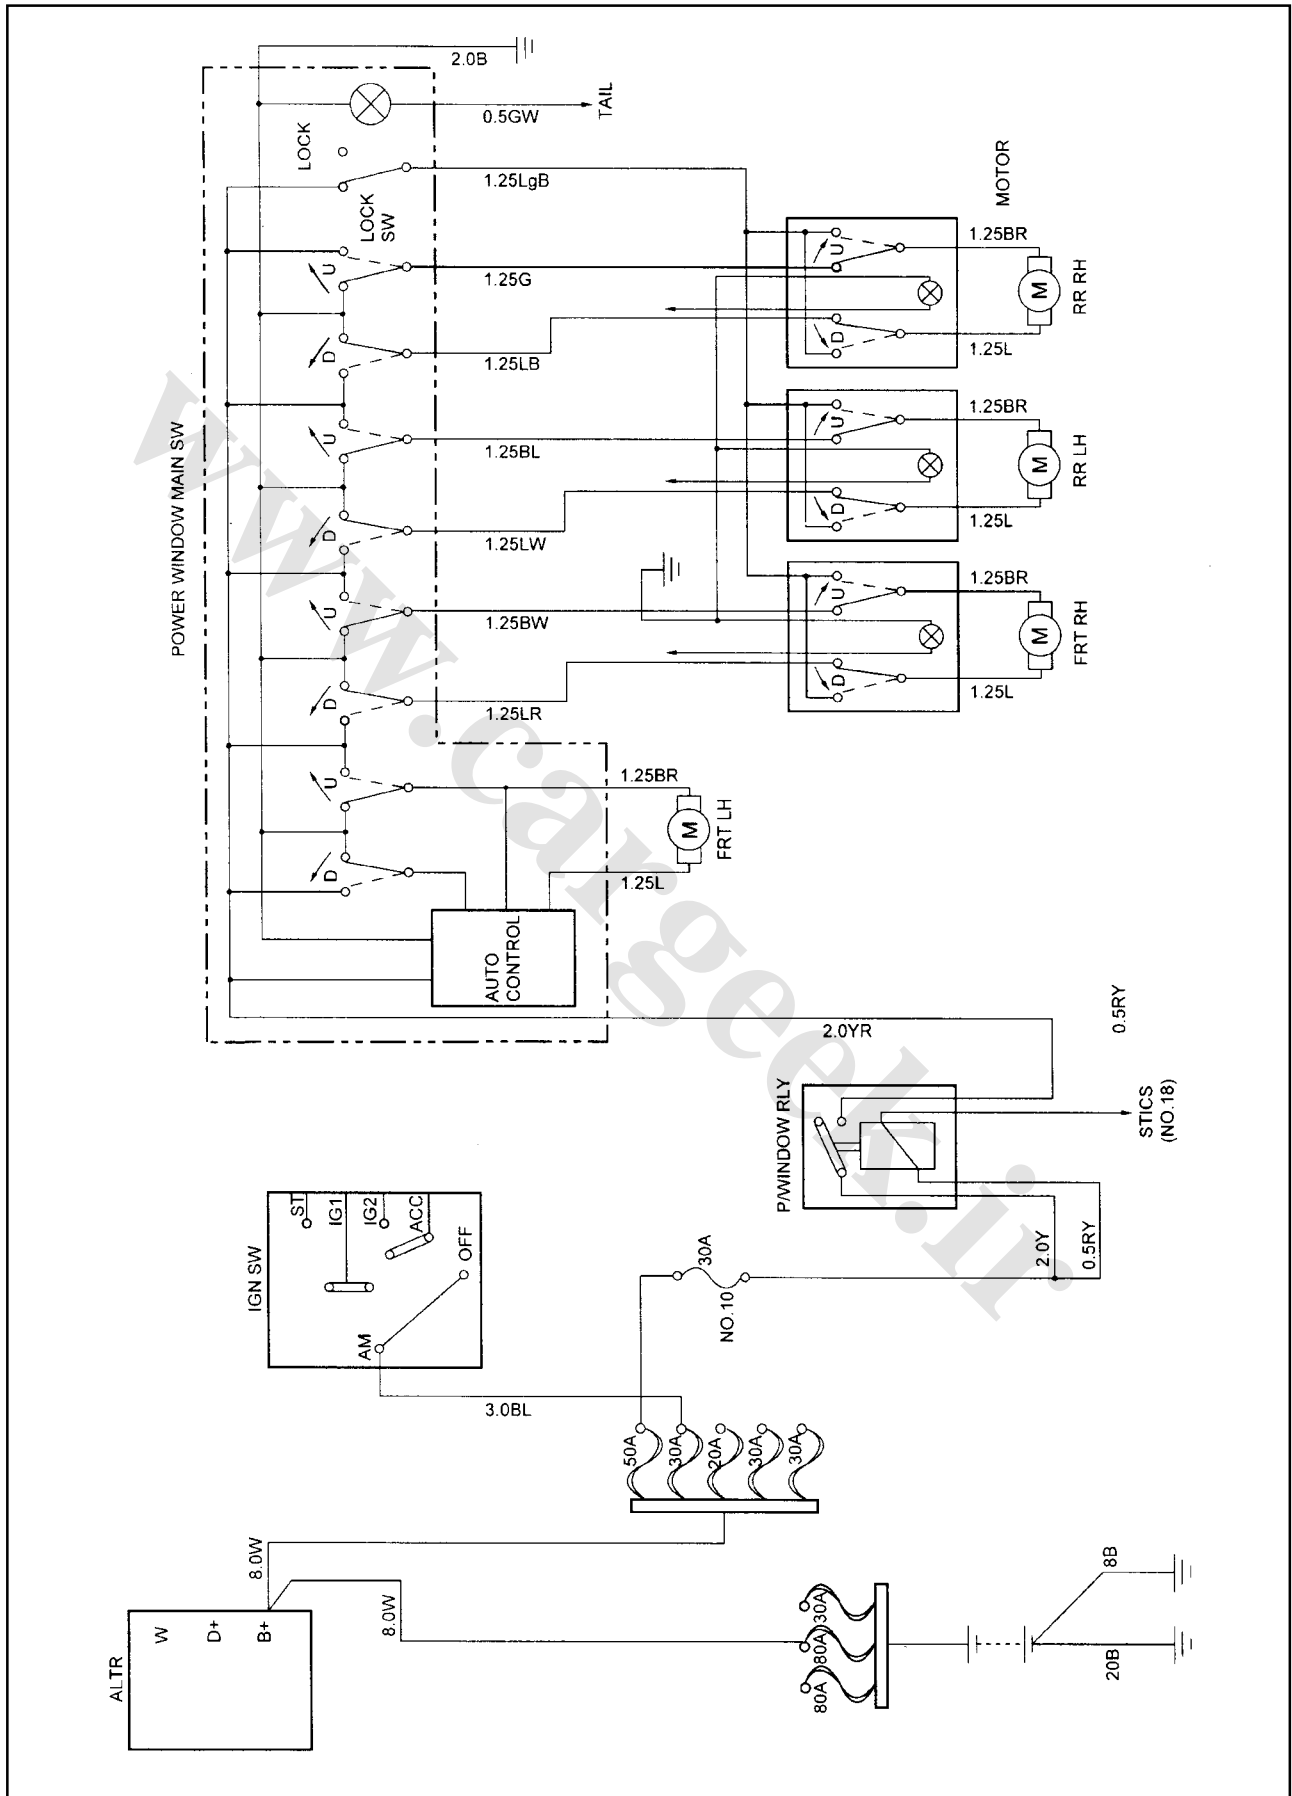 2.0B
0.5GW
TAIL
LOCK
LOCK
SW
1.25LgB
MOTOR
U
1.25G
D
1.25LB
U
1.25BL
D
1.25LW
U
1.25BW
D
1.25LR
U
D
POWER WINDOW MAIN SW
U
D
1.25BR
1.25L
M
RR RH
U
D
1.25BR
1.25L
M
RR LH
U
D
1.25BR
1.25L
M
FRT RH
1.25BR
1.25L
M
FRT LH
AUTO
CONTROL
2.0YR
0.5RY
P/WINDOW RLY
STICS
(NO.18)
2.0Y
0.5RY
IGN SW
ST
IG1
IG2
ACC
OFF
AM
3.0BL
30A
NO.10
50A
30A
20A
30A
30A
8.0W
8.0W
ALTR
W
D+
B+
30A
80A
80A
8B
20B
www.cargeek.ir